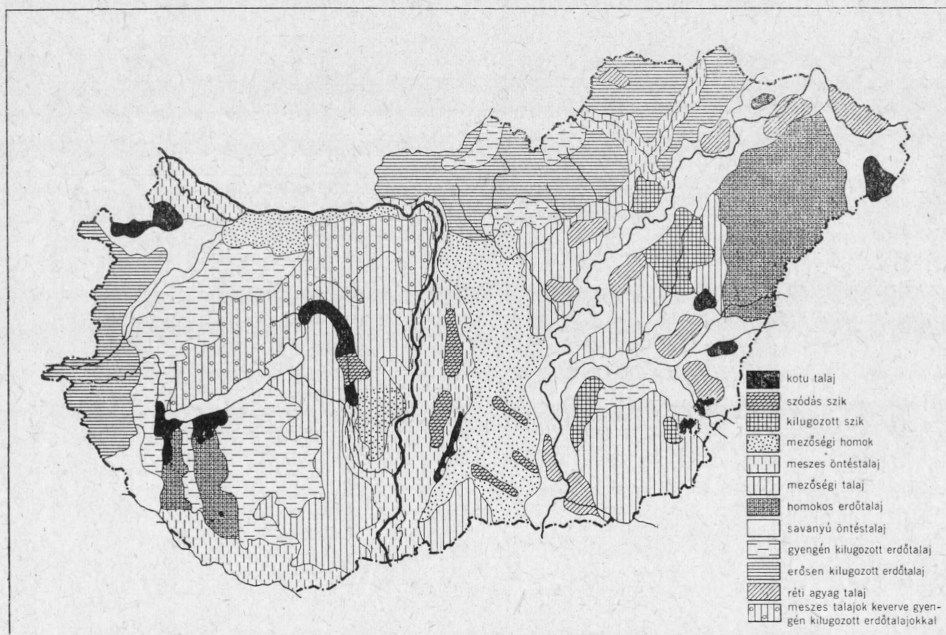 kotu talaj
szódás szik
kilugozott szik
mezőségi homok
meszes öntéstalaj
mezőségi talaj
homokos erdőtalaj
savanyú öntéstalaj
gyengén kilugozott erdőtalaj
erősen kilugozott erdőtalaj
réti agyag talaj
meszes talajok keverve gyen-
gén kilugozott erdőtalajokkal